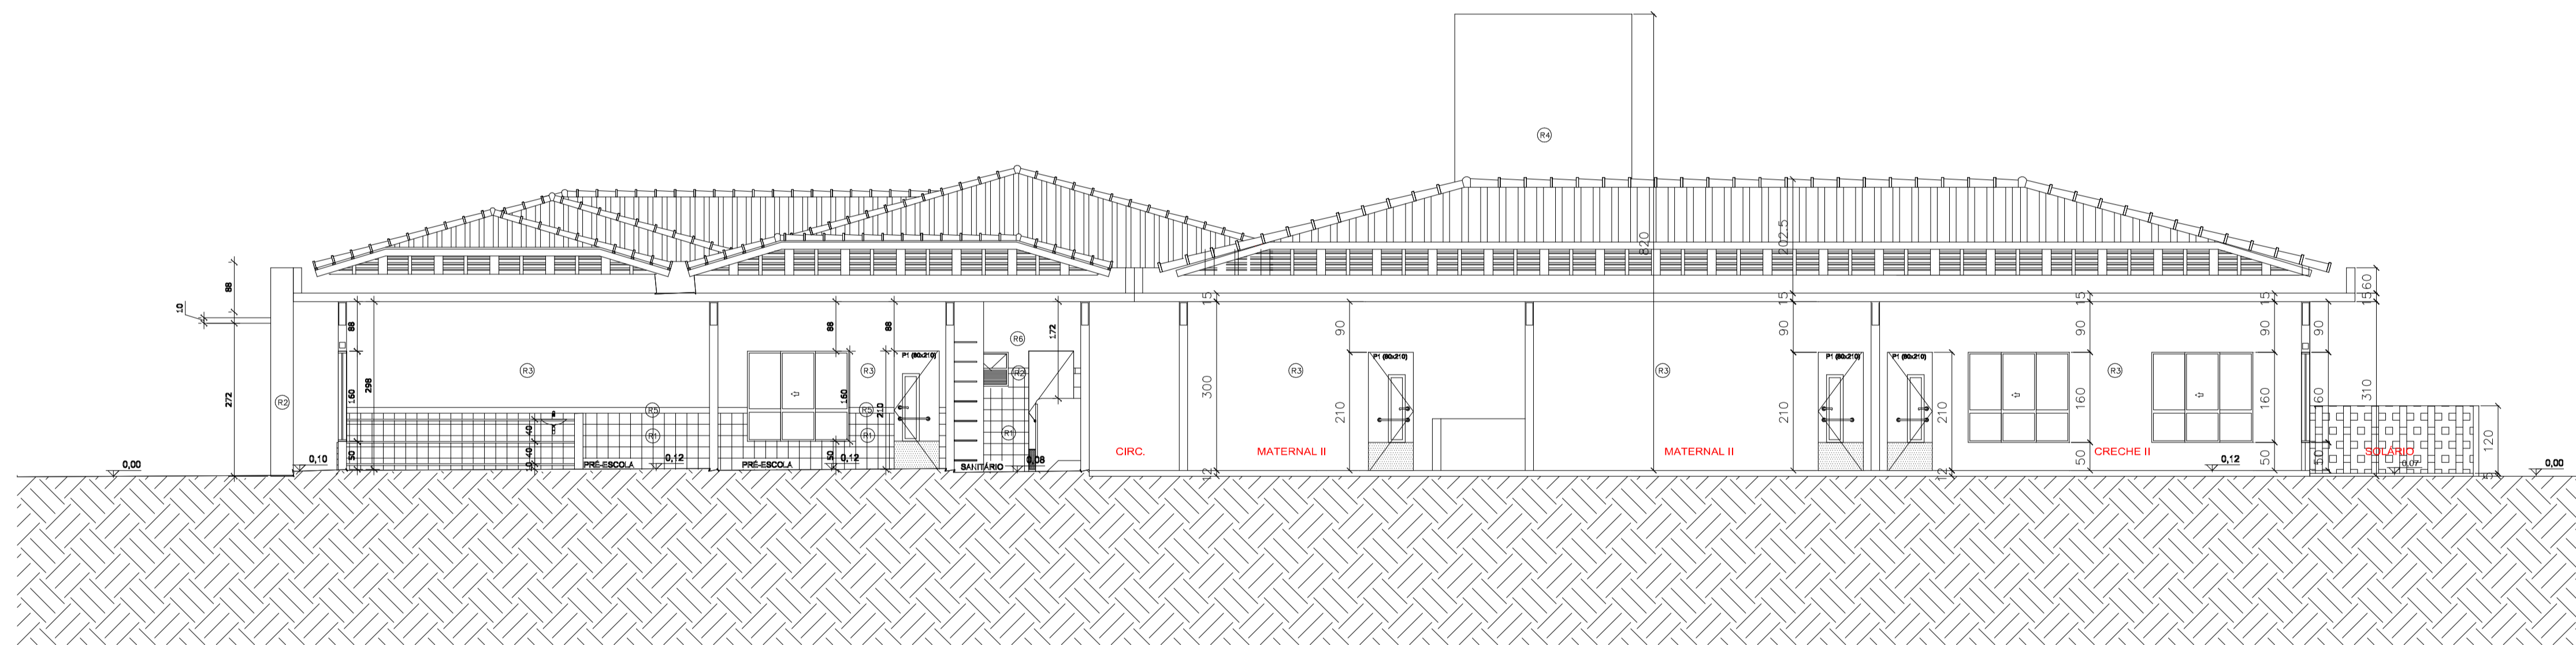 R4
820
202.5
88
10
272
R2
0,00
0,10
88
160
50
298
R3
40
40
10
R5
R1
PRÉ-ESCOLA
0,12
PRÉ-ESCOLA
0,12
88
160
50
R3
R5
R1
88
210
P1 (80x210)
R6
R2
R1
172
SANITÁRIO
0,08
CIRC.
15
300
12
MATERNAL II
R3
90
210
P1 (80x210)
R3
MATERNAL II
15
90
210
P1 (80x210)
P1 (80x210)
210
12
15
90
160
50
CRECHE II
R3
0,12
15
90
160
50
90
160
50
1560
310
SOLÁRIO
0,07
120
5
0,00